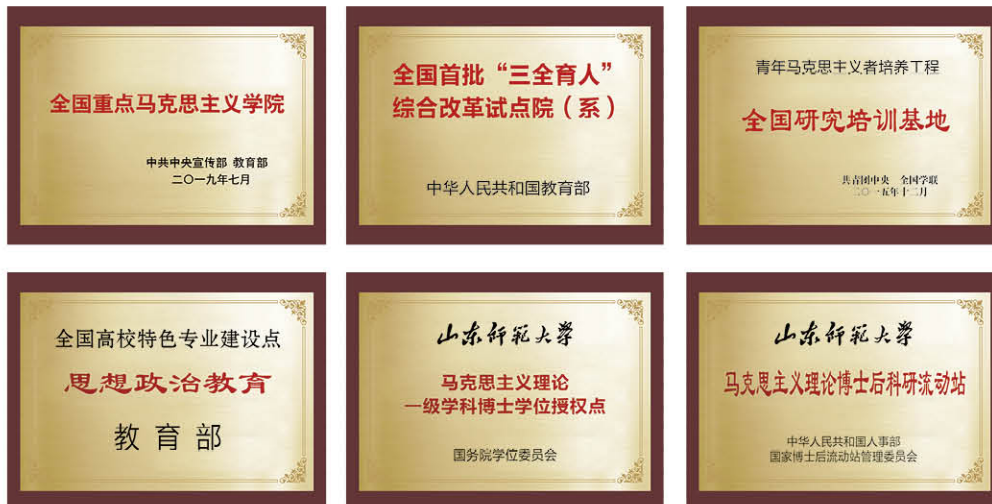 全国重点马克思主义学院
中共中央宣传部 教育部
二〇一九年七月
全国首批“三全育人”
综合改革试点院（系）
中华人民共和国教育部
青年马克思主义者培养工程
全国研究培训基地
共青团中央 全国学联
二〇一五年十二月
全国高校特色专业建设点
思想政治教育
教育部
山东师范大学
马克思主义理论
一级学科博士学位授权点
国务院学位委员会
山东师范大学
马克思主义理论博士后科研流动站
中华人民共和国人事部
国家博士后流动站管理委员会